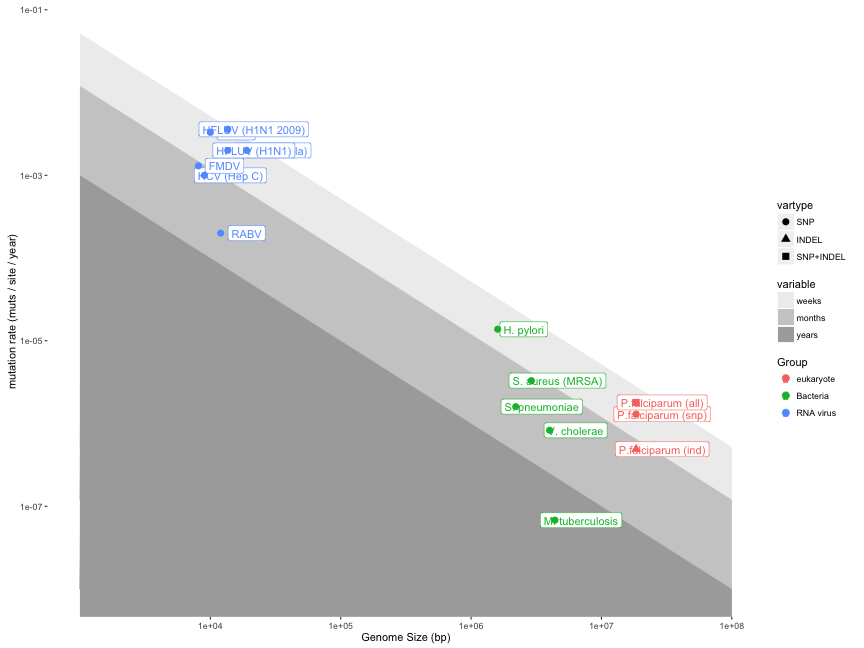 1e-01
1e-03
1e-05
1e-07
mutation rate (muts / site / year)
HFLUV (H1N1 2009)
(H1N1) la)
FMDV
HCV (Hep C)
RABV
H. pylori
S. aureus (MRSA)
S.pneumoniae
V. cholerae
M.tuberculosis
P.falciparum (all)
P.falciparum (snp)
P.falciparum (ind)
1e+04
1e+05
1e+06
1e+07
1e+08
Genome Size (bp)
vartype
SNP
INDEL
SNP+INDEL
variable
weeks
months
years
Group
eukaryote
Bacteria
RNA virus